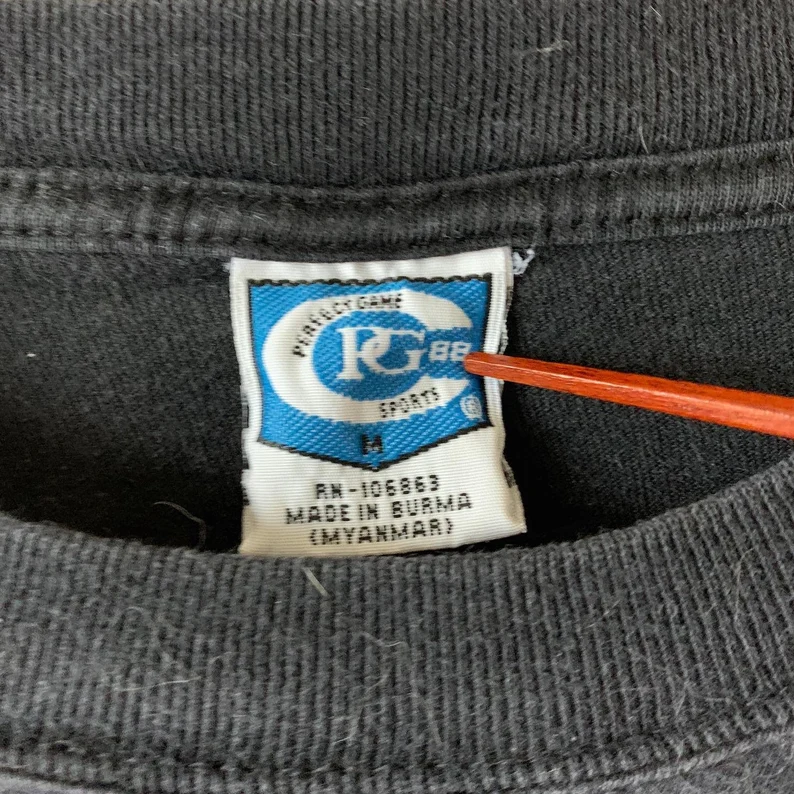 PERFECT GAME
PG 88
SPORTS
M
RN-106863
MADE IN BURMA
(MYANMAR)